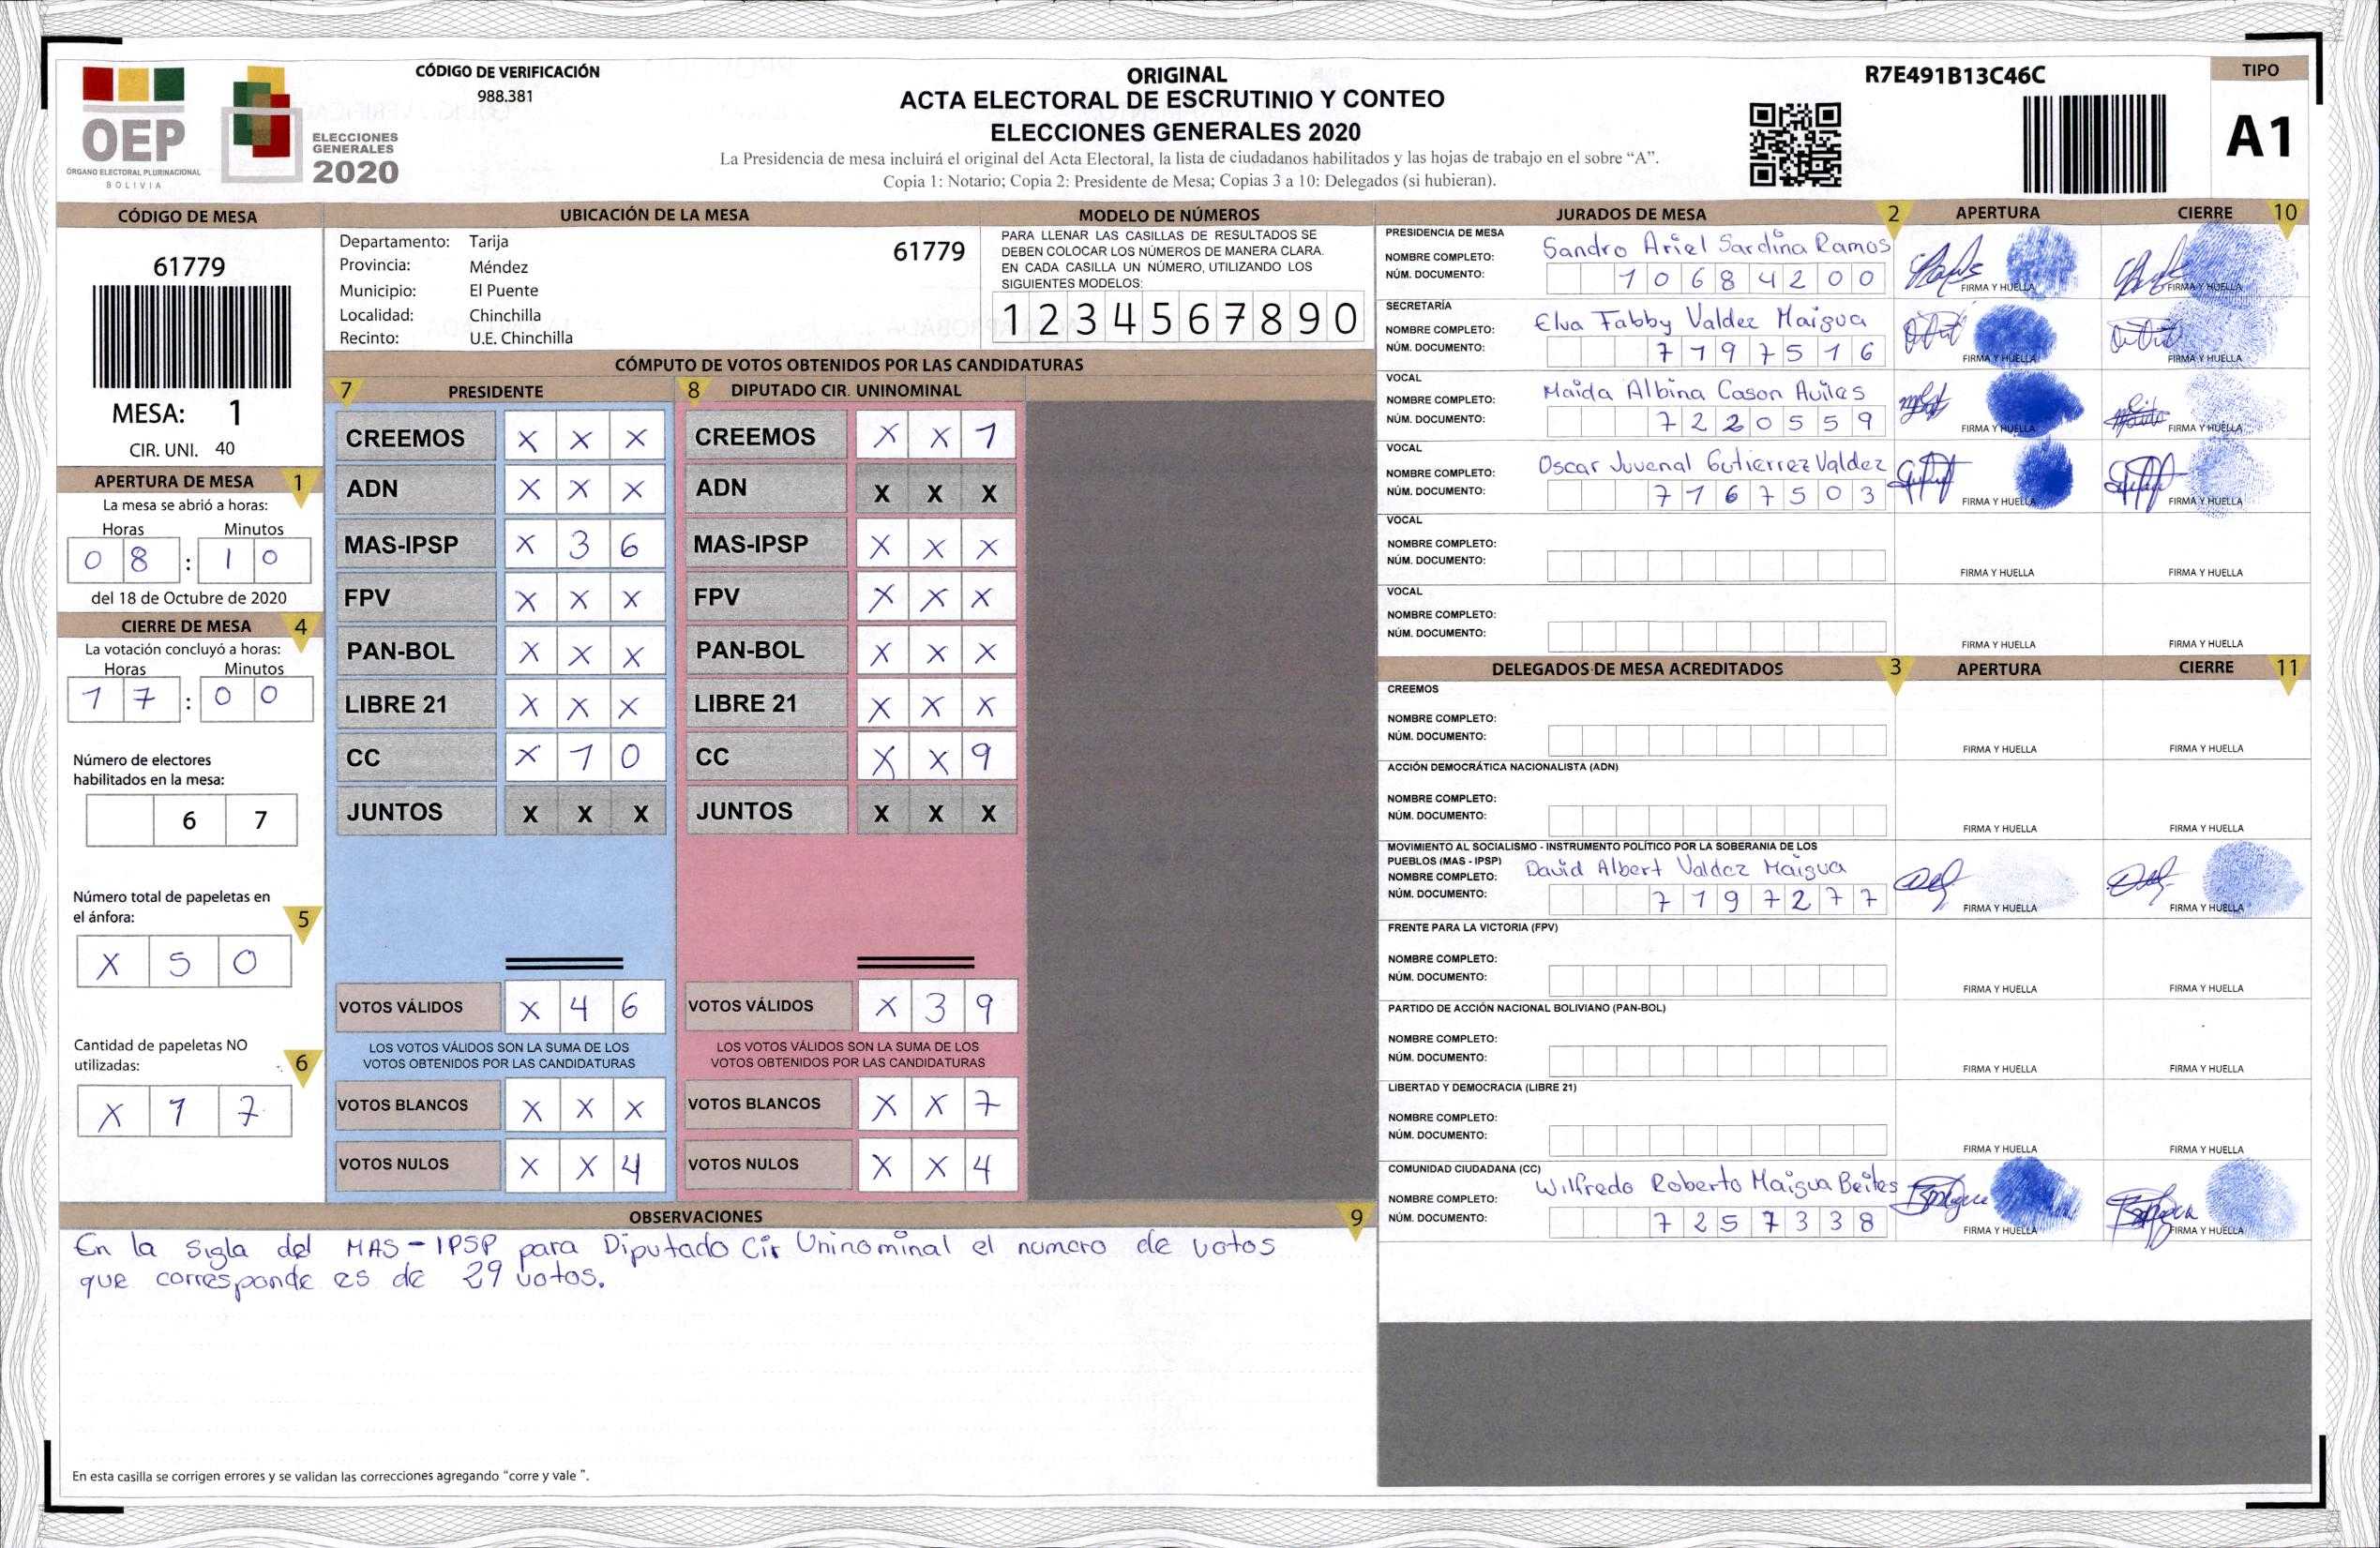 OEP
ÓRGANO ELECTORAL PLURINACIONAL
BOLIVIA
ELECCIONES
GENERALES
2020
CÓDIGO DE VERIFICACIÓN
988.381
ORIGINAL
ACTA ELECTORAL DE ESCRUTINIO Y CONTEO
ELECCIONES GENERALES 2020
La Presidencia de mesa incluirá el original del Acta Electoral, la lista de ciudadanos habilitados y las hojas de trabajo en el sobre “A”.
Copia 1: Notario; Copia 2: Presidente de Mesa; Copias 3 a 10: Delegados (si hubieran).
R7E491B13C46C
TIPO
A1
CÓDIGO DE MESA
61779
MESA: 1
CIR. UNI. 40
APERTURA DE MESA 1
La mesa se abrió a horas:
Horas Minutos
0 8 : 1 0
del 18 de Octubre de 2020
CIERRE DE MESA 4
La votación concluyó a horas:
Horas Minutos
1 7 : 0 0
Número de electores
habilitados en la mesa:
6 7
Número total de papeletas en
el ánfora: 5
X 5 0
Cantidad de papeletas NO
utilizadas: 6
X 1 7
UBICACIÓN DE LA MESA
Departamento: Tarija 61779
Provincia: Méndez
Municipio: El Puente
Localidad: Chinchilla
Recinto: U.E. Chinchilla
MODELO DE NÚMEROS
PARA LLENAR LAS CASILLAS DE RESULTADOS SE
DEBEN COLOCAR LOS NÚMEROS DE MANERA CLARA.
EN CADA CASILLA UN NÚMERO, UTILIZANDO LOS
SIGUIENTES MODELOS:
1 2 3 4 5 6 7 8 9 0
CÓMPUTO DE VOTOS OBTENIDOS POR LAS CANDIDATURAS
7 PRESIDENTE 8 DIPUTADO CIR. UNINOMINAL
CREEMOS X X X CREEMOS X X 1
ADN X X X ADN X X X
MAS-IPSP X 3 6 MAS-IPSP X X X
FPV X X X FPV X X X
PAN-BOL X X X PAN-BOL X X X
LIBRE 21 X X X LIBRE 21 X X X
CC X 1 0 CC X X 9
JUNTOS X X X JUNTOS X X X
VOTOS VÁLIDOS X 4 6 VOTOS VÁLIDOS X 3 9
LOS VOTOS VÁLIDOS SON LA SUMA DE LOS LOS VOTOS VÁLIDOS SON LA SUMA DE LOS
VOTOS OBTENIDOS POR LAS CANDIDATURAS VOTOS OBTENIDOS POR LAS CANDIDATURAS
VOTOS BLANCOS X X X VOTOS BLANCOS X X 7
VOTOS NULOS X X 4 VOTOS NULOS X X 4
OBSERVACIONES 9
En la sigla del MAS-IPSP para Diputado Cir Uninominal el numero de votos
que corresponde es de 29 votos.
En esta casilla se corrigen errores y se validan las correcciones agregando “corre y vale ”.
JURADOS DE MESA 2 APERTURA CIERRE 10
PRESIDENCIA DE MESA
NOMBRE COMPLETO: Sandro Ariel Sardina Ramos
NÚM. DOCUMENTO: 1 0 6 8 4 2 0 0 FIRMA Y HUELLA FIRMA Y HUELLA
SECRETARÍA
NOMBRE COMPLETO: Elva Fabby Valdez Maigua
NÚM. DOCUMENTO: 7 1 9 7 5 1 6 FIRMA Y HUELLA FIRMA Y HUELLA
VOCAL
NOMBRE COMPLETO: Maida Albina Cason Aviles
NÚM. DOCUMENTO: 7 2 2 0 5 5 9 FIRMA Y HUELLA FIRMA Y HUELLA
VOCAL
NOMBRE COMPLETO: Oscar Juvenal Gutierrez Valdez
NÚM. DOCUMENTO: 7 1 6 7 5 0 3 FIRMA Y HUELLA FIRMA Y HUELLA
VOCAL
NOMBRE COMPLETO:
NÚM. DOCUMENTO: FIRMA Y HUELLA FIRMA Y HUELLA
VOCAL
NOMBRE COMPLETO:
NÚM. DOCUMENTO: FIRMA Y HUELLA FIRMA Y HUELLA
DELEGADOS DE MESA ACREDITADOS 3 APERTURA CIERRE 11
CREEMOS
NOMBRE COMPLETO:
NÚM. DOCUMENTO: FIRMA Y HUELLA FIRMA Y HUELLA
ACCIÓN DEMOCRÁTICA NACIONALISTA (ADN)
NOMBRE COMPLETO:
NÚM. DOCUMENTO: FIRMA Y HUELLA FIRMA Y HUELLA
MOVIMIENTO AL SOCIALISMO - INSTRUMENTO POLÍTICO POR LA SOBERANIA DE LOS
PUEBLOS (MAS - IPSP)
NOMBRE COMPLETO: David Albert Valdez Maigua
NÚM. DOCUMENTO: 7 1 9 7 2 7 7 FIRMA Y HUELLA FIRMA Y HUELLA
FRENTE PARA LA VICTORIA (FPV)
NOMBRE COMPLETO:
NÚM. DOCUMENTO: FIRMA Y HUELLA FIRMA Y HUELLA
PARTIDO DE ACCIÓN NACIONAL BOLIVIANO (PAN-BOL)
NOMBRE COMPLETO:
NÚM. DOCUMENTO: FIRMA Y HUELLA FIRMA Y HUELLA
LIBERTAD Y DEMOCRACIA (LIBRE 21)
NOMBRE COMPLETO:
NÚM. DOCUMENTO: FIRMA Y HUELLA FIRMA Y HUELLA
COMUNIDAD CIUDADANA (CC)
NOMBRE COMPLETO: Wilfredo Roberto Maigua Beites
NÚM. DOCUMENTO: 7 2 5 7 3 3 8 FIRMA Y HUELLA FIRMA Y HUELLA